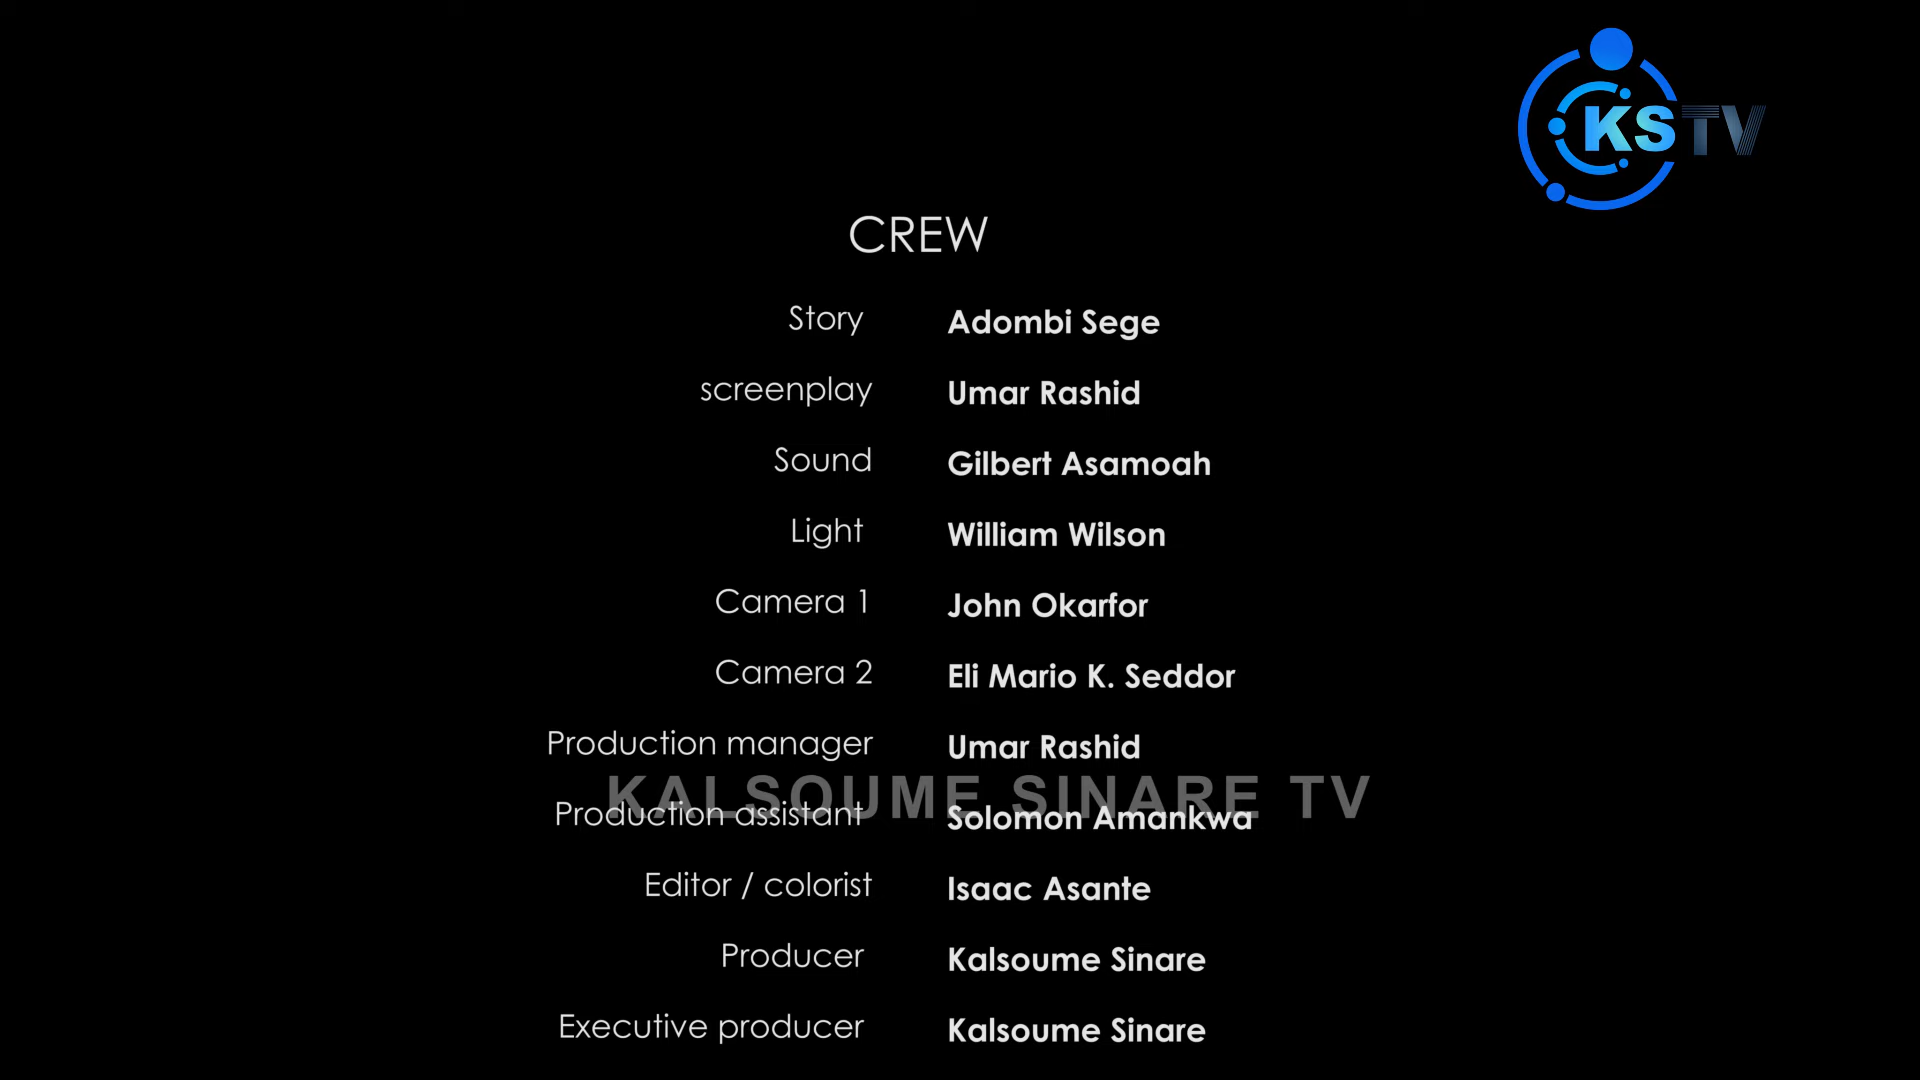 KSTV
CREW
Story Adombi Sege
screenplay Umar Rashid
Sound Gilbert Asamoah
Light William Wilson
Camera 1 John Okarfor
Camera 2 Eli Mario K. Seddor
Production manager Umar Rashid
KALSOUME SINARE TV
Production assistant Solomon Amankwa
Editor / colorist Isaac Asante
Producer Kalsoume Sinare
Executive producer Kalsoume Sinare